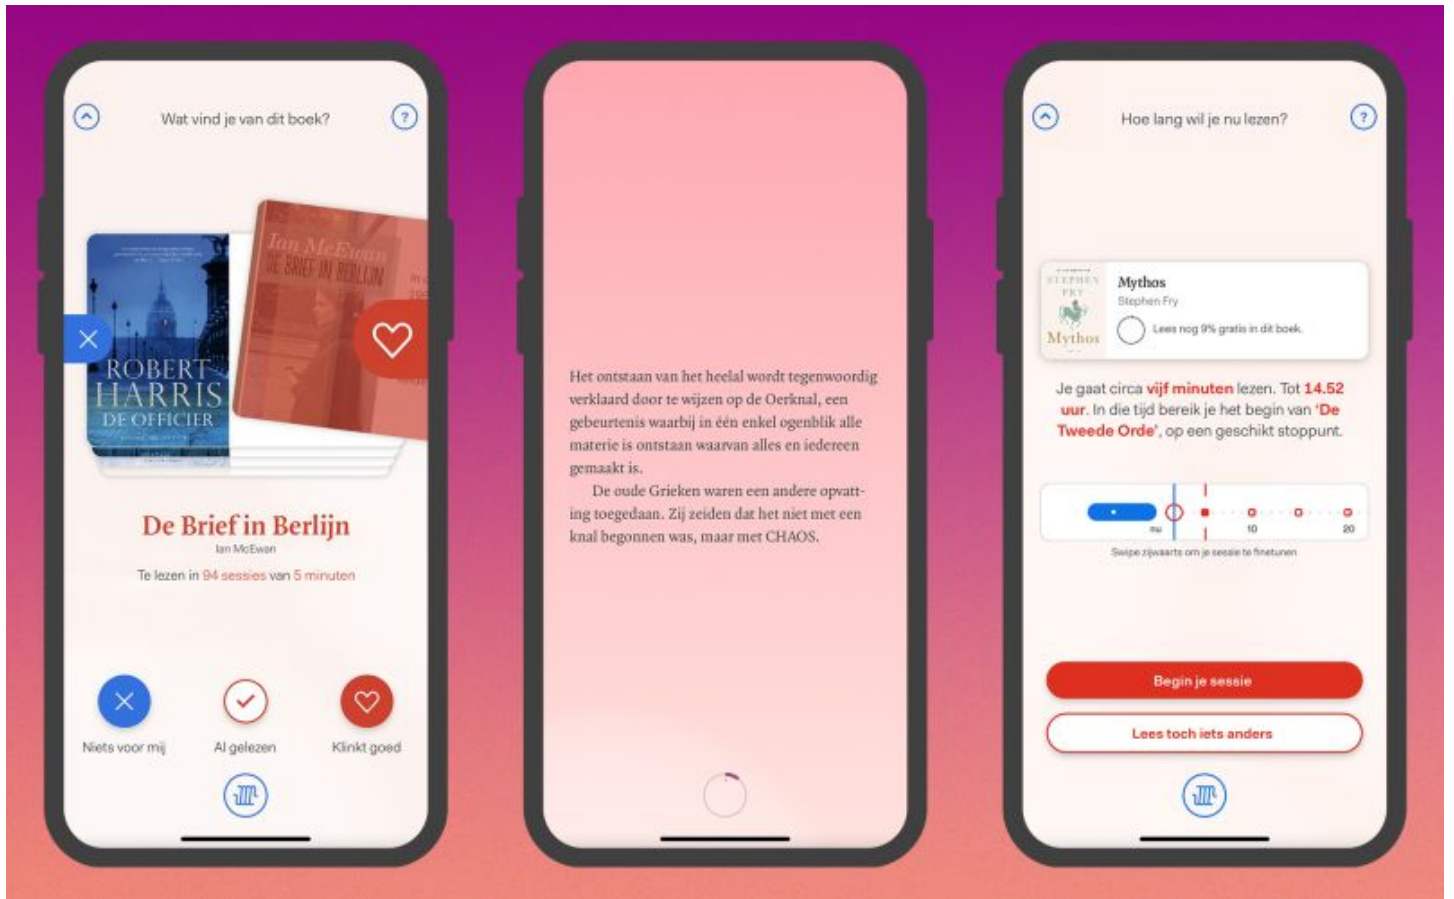 Wat vind je van dit boek?
?
Ian McEwan
DE BRIEF IN BERLIJN
ROBERT
HARRIS
DE OFFICIER
De Brief in Berlijn
Ian McEwan
Te lezen in 94 sessies van 5 minuten
Niets voor mij
Al gelezen
Klinkt goed
Het ontstaan van het heelal wordt tegenwoordig
verklaard door te wijzen op de Oerknal, een
gebeurtenis waarbij in één enkel ogenblik alle
materie is ontstaan waarvan alles en iedereen
gemaakt is.
De oude Grieken waren een andere opvatt-
ing toegedaan. Zij zeiden dat het niet met een
knal begonnen was, maar met CHAOS.
Hoe lang wil je nu lezen?
?
STEPHEN
FRY
Mythos
Mythos
Stephen Fry
Lees nog 9% gratis in dit boek.
Je gaat circa vijf minuten lezen. Tot 14.52
uur. In die tijd bereik je het begin van ‘De
Tweede Orde’, op een geschikt stoppunt.
nu 10 20
Swipe zijwaarts om je sessie te finetunen
Begin je sessie
Lees toch iets anders